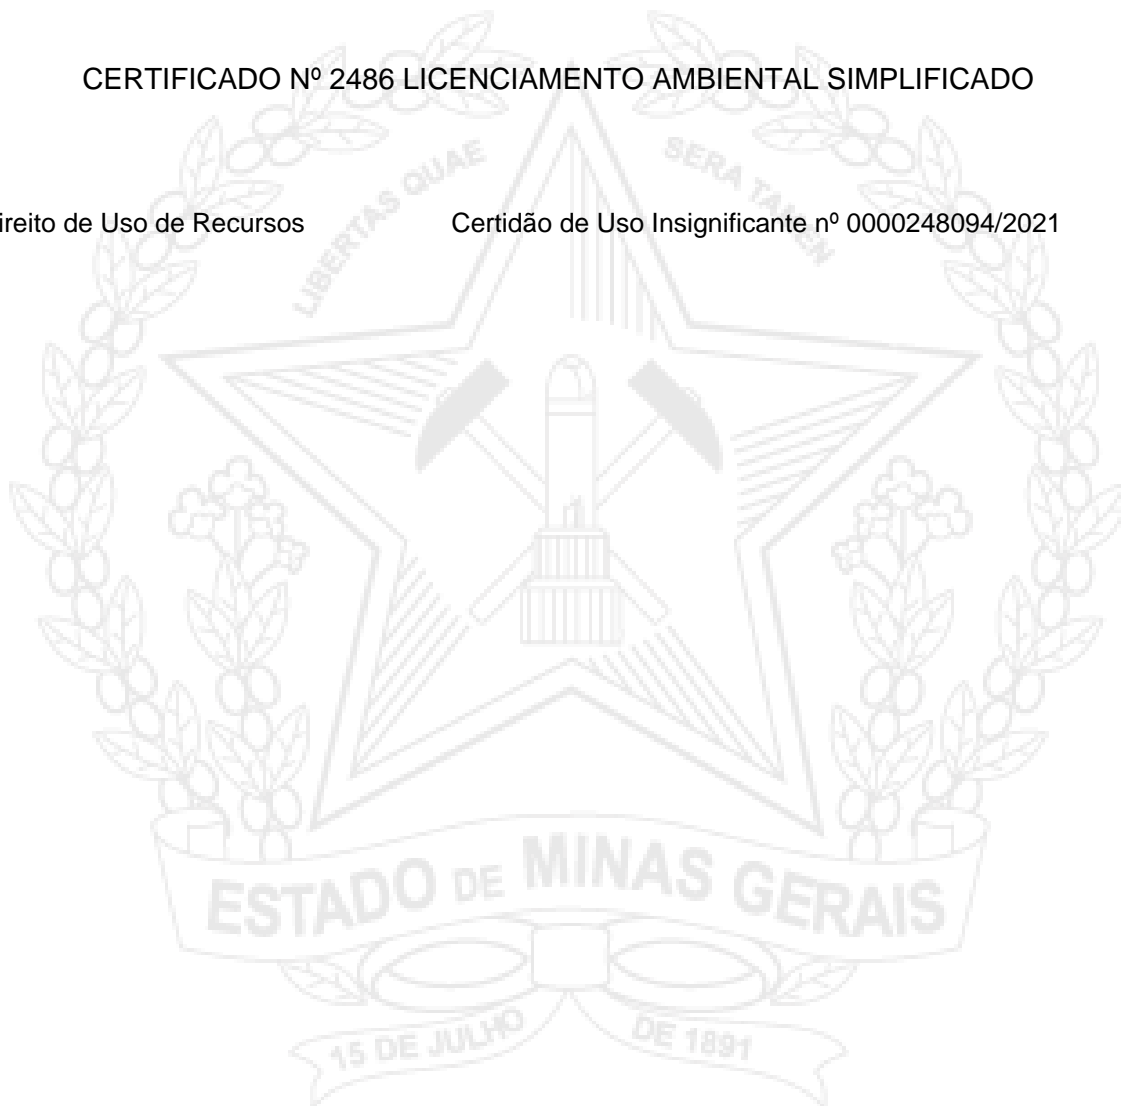 CERTIFICADO Nº 2486 LICENCIAMENTO AMBIENTAL SIMPLIFICADO
LIBERTAS QUAE SERA TAMEN
ireito de Uso de Recursos Certidão de Uso Insignificante nº 0000248094/2021
ESTADO DE MINAS GERAIS
15 DE JULHO DE 1891